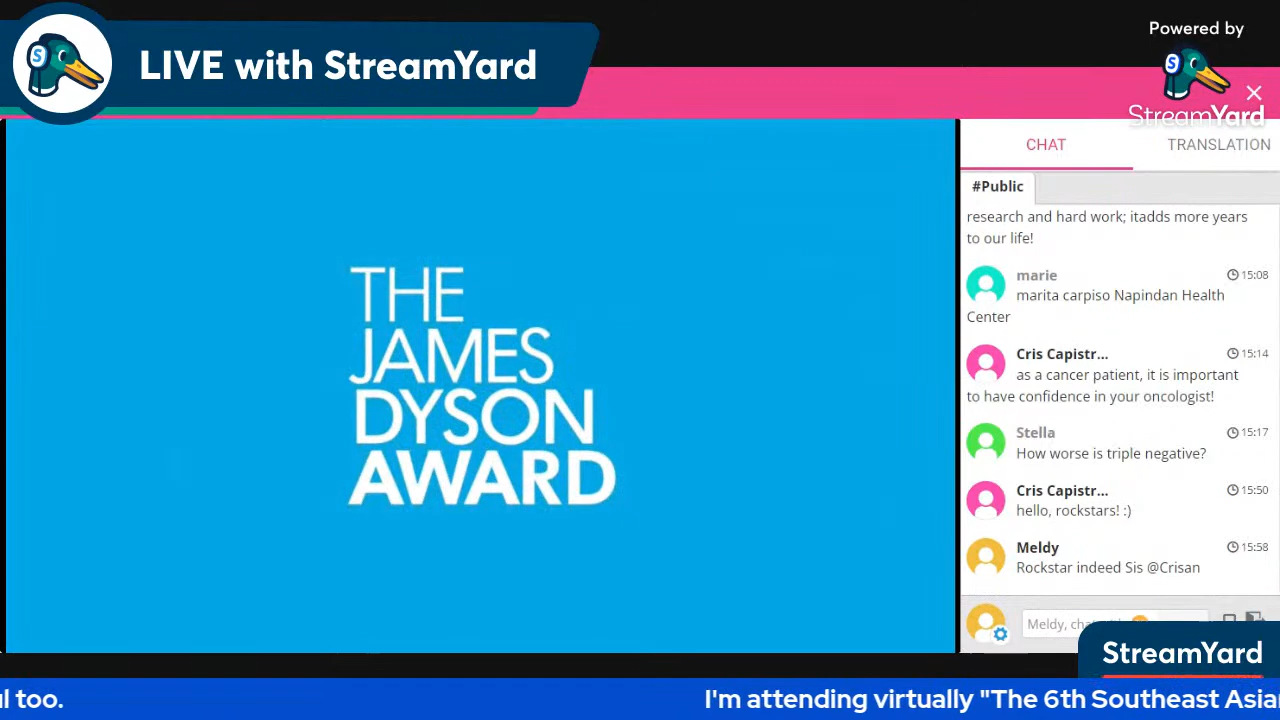 LIVE with StreamYard
Powered by
StreamYard
CHAT
TRANSLATION
#Public
research and hard work; itadds more years
to our life!
marie
15:08
marita carpiso Napindan Health
Center
Cris Capistr...
15:14
as a cancer patient, it is important
to have confidence in your oncologist!
Stella
15:17
How worse is triple negative?
Cris Capistr...
15:50
hello, rockstars! :)
Meldy
15:58
Rockstar indeed Sis @Crisan
Meldy, cha
THE
JAMES
DYSON
AWARD
StreamYard
l too.
I'm attending virtually "The 6th Southeast Asia